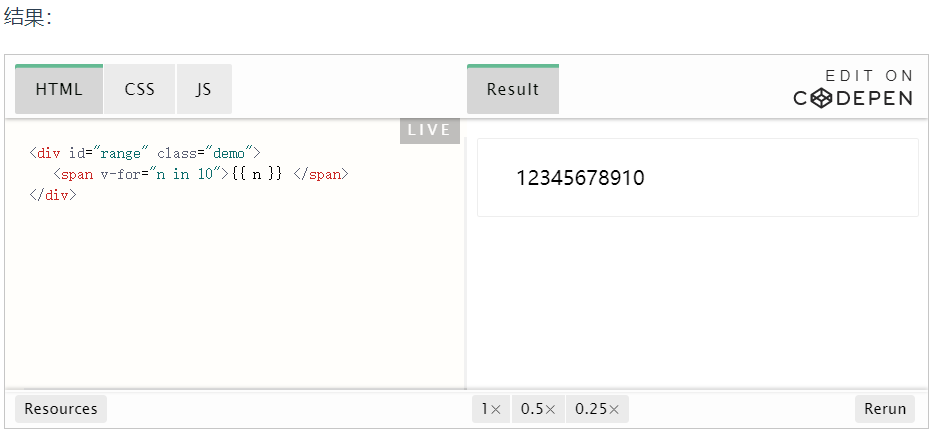 结果：
HTML CSS JS Result EDIT ON
CODEPEN
LIVE
<div id="range" class="demo">
<span v-for="n in 10">{{ n }} </span>
</div>
12345678910
Resources 1× 0.5× 0.25× Rerun